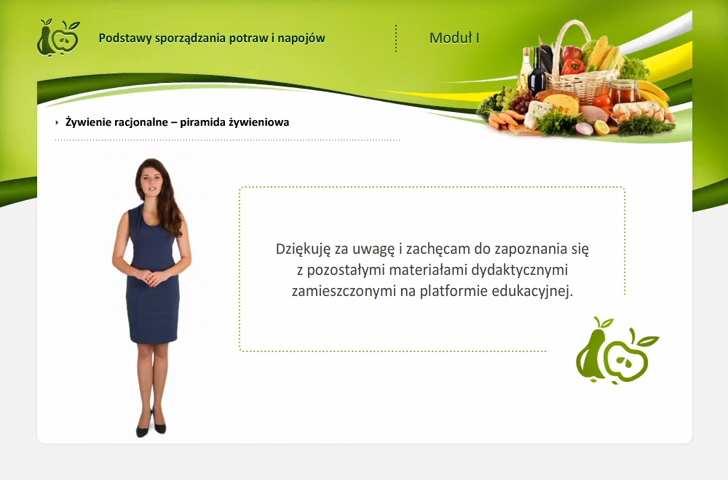 Podstawy sporządzania potraw i napojów
Moduł I
Żywienie racjonalne – piramida żywieniowa
Dziękuję za uwagę i zachęcam do zapoznania się
z pozostałymi materiałami dydaktycznymi
zamieszczonymi na platformie edukacyjnej.